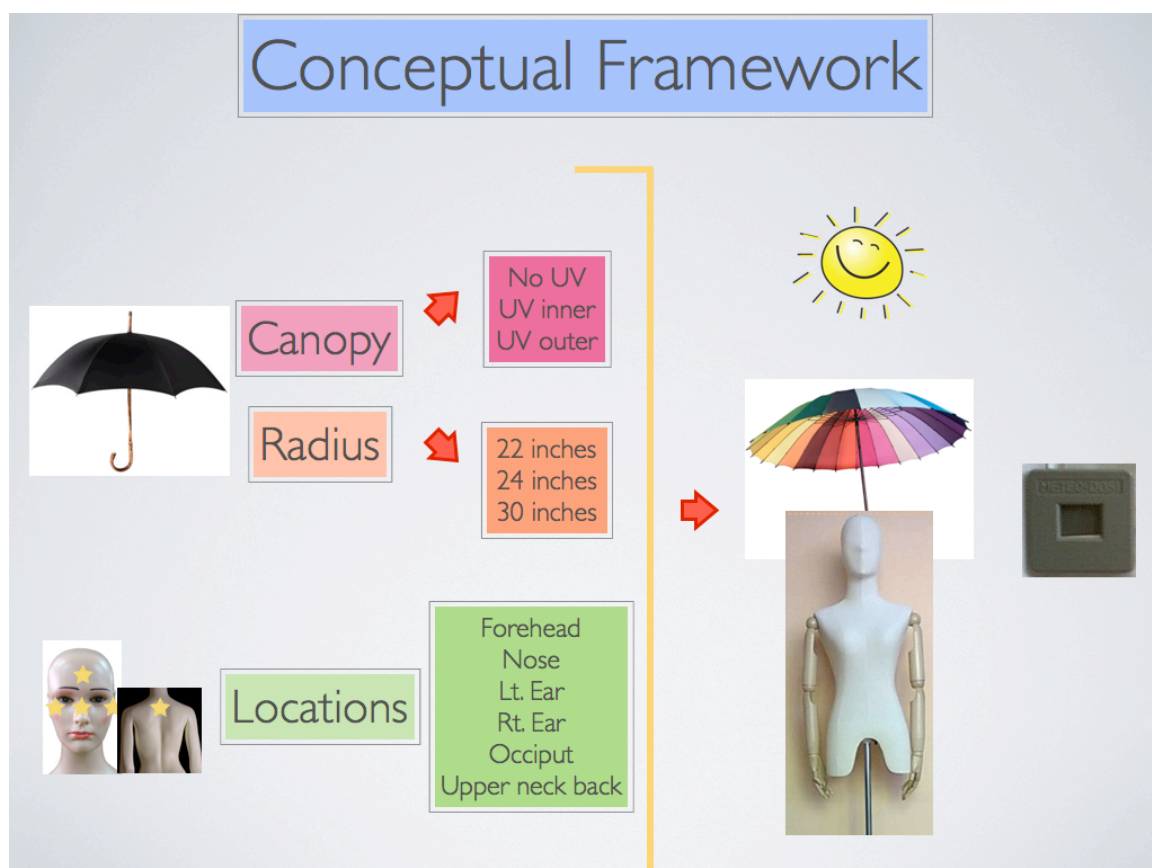 Conceptual Framework
Canopy
No UV
UV inner
UV outer
Radius
22 inches
24 inches
30 inches
Locations
Forehead
Nose
Lt. Ear
Rt. Ear
Occiput
Upper neck back